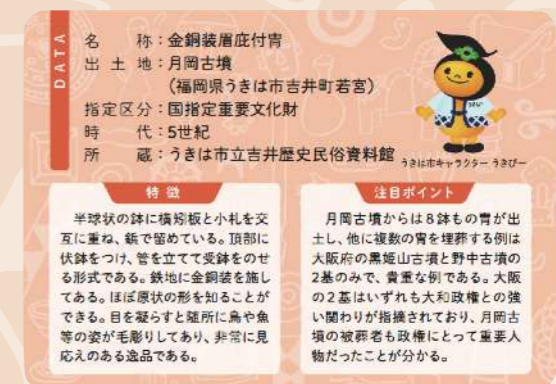 DATA
名　　称：金銅装眉庇付冑
出 土 地：月岡古墳
（福岡県うきは市吉井町若宮）
指定区分：国指定重要文化財
時　　代：5世紀
所　　蔵：うきは市立吉井歴史民俗資料館
うきは市キャラクター うきぴー
特 徴
半球状の鉢に横矧板と小札を交
互に重ね、鋲で留めている。頂部に
伏鉢をつけ、管を立てて受鉢をのせ
る形式である。鉄地に金銅装を施し
てある。ほぼ原状の形を知ることが
できる。目を凝らすと随所に鳥や魚
等の姿が毛彫りしてあり、非常に見
応えのある逸品である。
注目ポイント
月岡古墳からは8鉢もの冑が出
土し、他に複数の冑を埋葬する例は
大阪府の黒姫山古墳と野中古墳の
2基のみで、貴重な例である。大阪
の2基はいずれも大和政権との強
い関わりが指摘されており、月岡古
墳の被葬者も政権にとって重要人
物だったことが分かる。